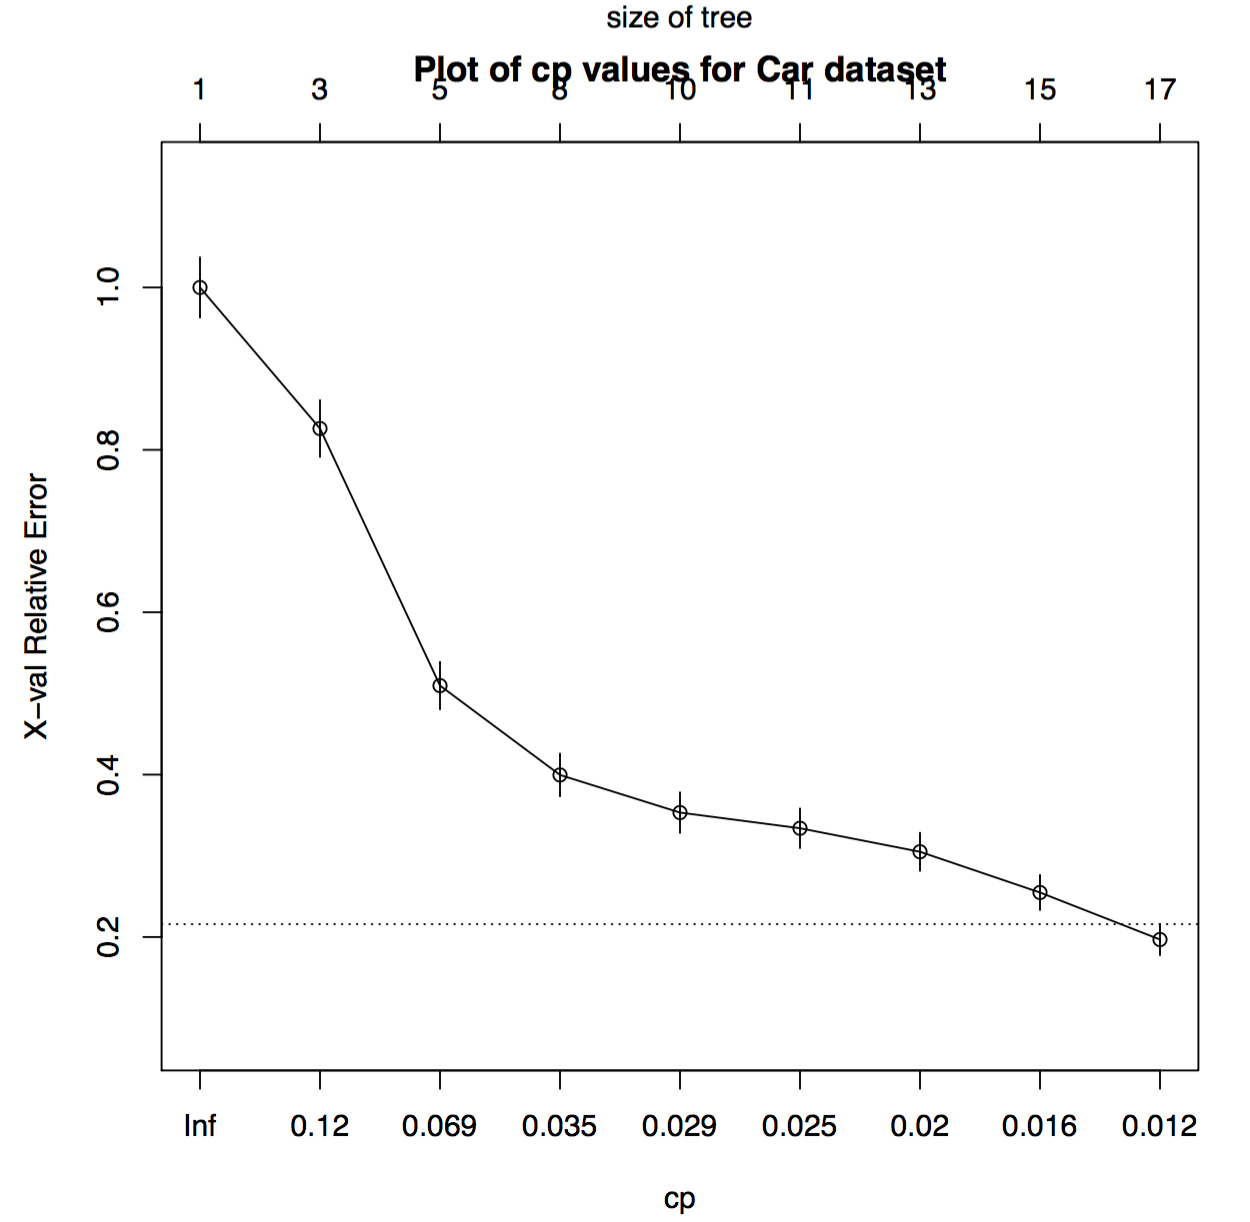 size of tree
Plot of cp values for Car dataset
1 3 5 8 10 11 13 15 17
X−val Relative Error
1.0
0.8
0.6
0.4
0.2
Inf 0.12 0.069 0.035 0.029 0.025 0.02 0.016 0.012
cp